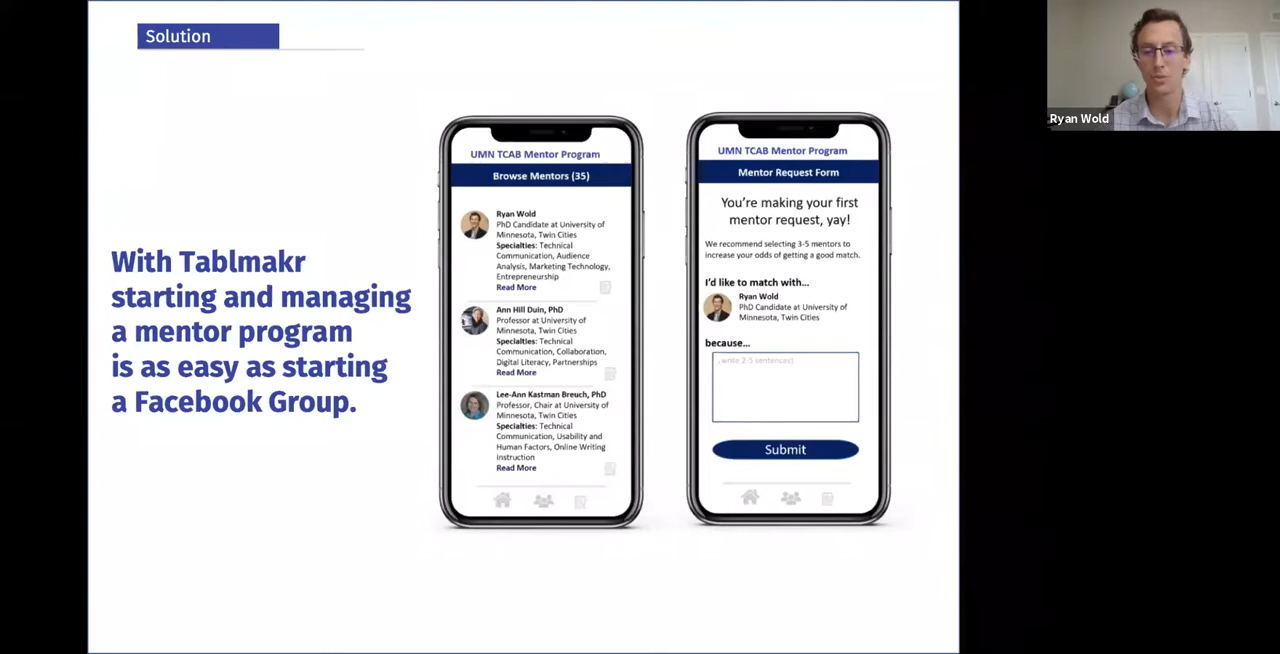 Solution
With Tablmakr
starting and managing
a mentor program
is as easy as starting
a Facebook Group.
UMN TCAB Mentor Program
Browse Mentors (35)
Ryan Wold
PhD Candidate at University of
Minnesota, Twin Cities
Specialties: Technical
Communication, Audience
Analysis, Marketing Technology,
Entrepreneurship
Read More
Ann Hill Duin, PhD
Professor at University of
Minnesota, Twin Cities
Specialties: Technical
Communication, Collaboration,
Digital Literacy, Partnerships
Read More
Lee-Ann Kastman Breuch, PhD
Professor, Chair at University of
Minnesota, Twin Cities
Specialties: Technical
Communication, Usability and
Human Factors, Online Writing
Instruction
Read More
UMN TCAB Mentor Program
Mentor Request Form
You're making your first
mentor request, yay!
We recommend selecting 3-5 mentors to
increase your odds of getting a good match.
I'd like to match with...
Ryan Wold
PhD Candidate at University of
Minnesota, Twin Cities
because...
(write 2-5 sentences)
Submit
Ryan Wold